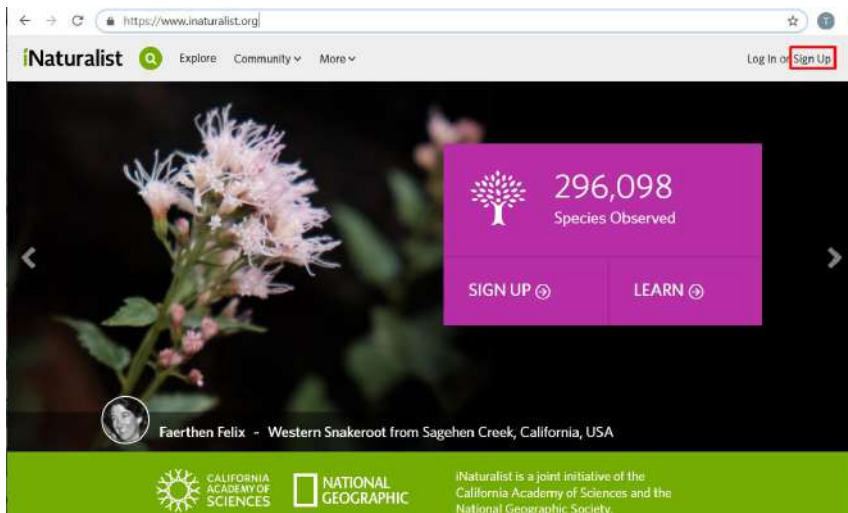 https://www.inaturalist.org
iNaturalist Explore Community More Log In or Sign Up
296,098
Species Observed
SIGN UP LEARN
Faerthen Felix - Western Snakeroot from Sagehen Creek, California, USA
CALIFORNIA
ACADEMY OF
SCIENCES
NATIONAL
GEOGRAPHIC
iNaturalist is a joint initiative of the
California Academy of Sciences and the
National Geographic Society.